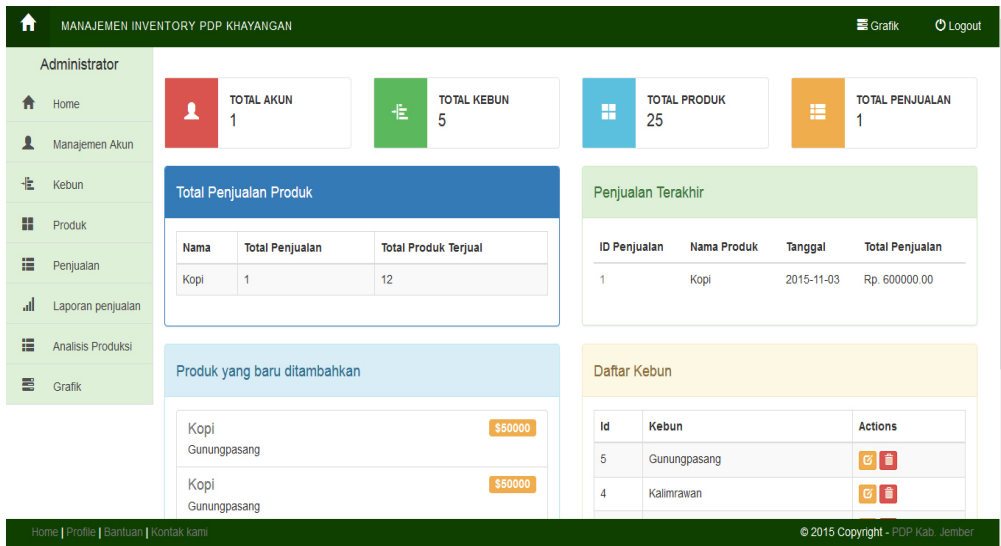 MANAJEMEN INVENTORY PDP KHAYANGAN
Grafik
Logout
Administrator
Home
Manajemen Akun
Kebun
Produk
Penjualan
Laporan penjualan
Analisis Produksi
Grafik
TOTAL AKUN
1
TOTAL KEBUN
5
TOTAL PRODUK
25
TOTAL PENJUALAN
1
Total Penjualan Produk
Nama Total Penjualan Total Produk Terjual
Kopi 1 12
Penjualan Terakhir
ID Penjualan Nama Produk Tanggal Total Penjualan
1 Kopi 2015-11-03 Rp. 600000.00
Produk yang baru ditambahkan
Kopi $50000
Gunungpasang
Kopi $50000
Gunungpasang
Daftar Kebun
Id Kebun Actions
5 Gunungpasang
4 Kalimrawan
Home | Profile | Bantuan | Kontak kami
© 2015 Copyright - PDP Kab. Jember